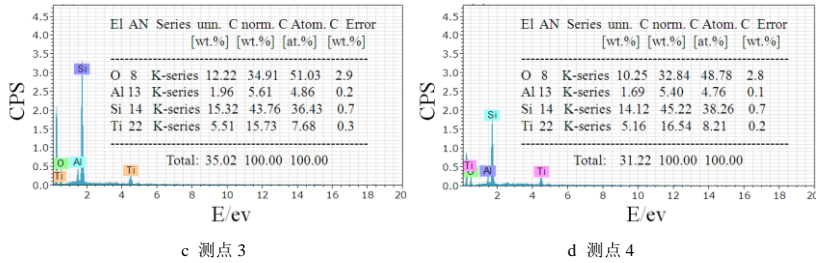 El AN Series unn. C norm. C Atom. C Error
[wt.%] [wt.%] [at.%] [wt.%]
O 8 K-series 12.22 34.91 51.03 2.9
Al 13 K-series 1.96 5.61 4.86 0.2
Si 14 K-series 15.32 43.76 36.43 0.7
Ti 22 K-series 5.51 15.73 7.68 0.3
Total: 35.02 100.00 100.00
CPS
4.5
4.0
3.5
3.0
2.5
2.0
1.5
1.0
0.5
0.0
Si
O
Al
Ti
Ti
2 4 6 8 10 12 14 16 18 20
E/ev
c 测点 3
El AN Series unn. C norm. C Atom. C Error
[wt.%] [wt.%] [at.%] [wt.%]
O 8 K-series 10.25 32.84 48.78 2.8
Al 13 K-series 1.69 5.40 4.76 0.1
Si 14 K-series 14.12 45.22 38.26 0.7
Ti 22 K-series 5.16 16.54 8.21 0.2
Total: 31.22 100.00 100.00
CPS
4.5
4.0
3.5
3.0
2.5
2.0
1.5
1.0
0.5
0.0
Si
Ti
O
Al
Ti
2 4 6 8 10 12 14 16 18 20
E/ev
d 测点 4